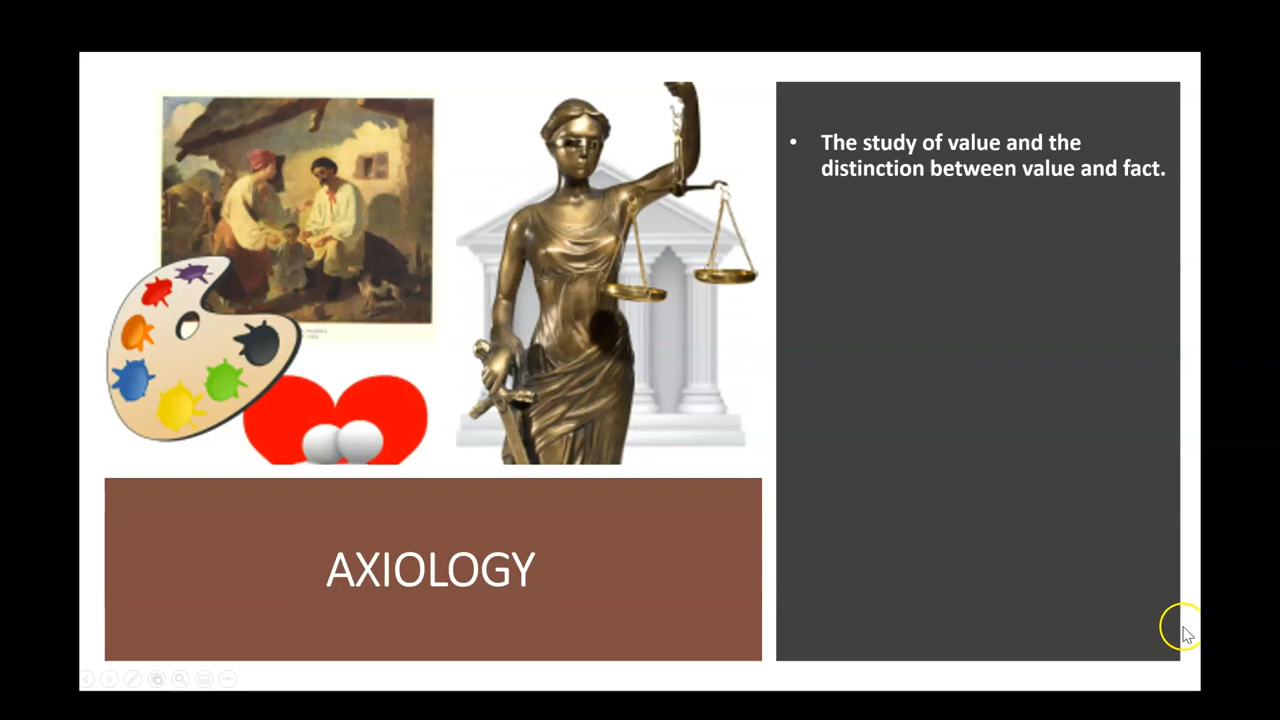 • The study of value and the
distinction between value and fact.
AXIOLOGY